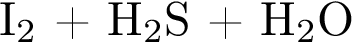 I₂ + H₂S + H₂O